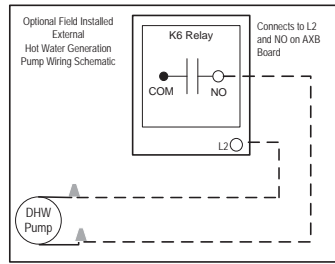 Optional Field Installed
External
Hot Water Generation
Pump Wiring Schematic
K6 Relay
COM
NO
L2
Connects to L2
and NO on AXB
Board
DHW
Pump